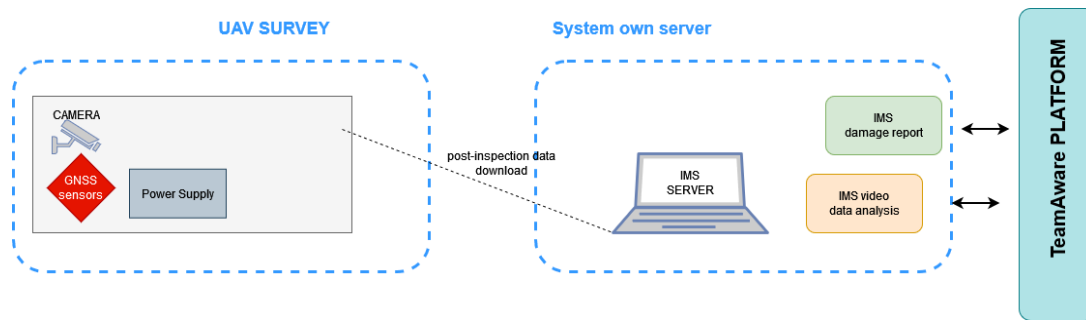 UAV SURVEY
System own server
CAMERA
GNSS
sensors
Power Supply
post-inspection data
download
IMS
SERVER
IMS
damage report
IMS video
data analysis
TeamAware PLATFORM